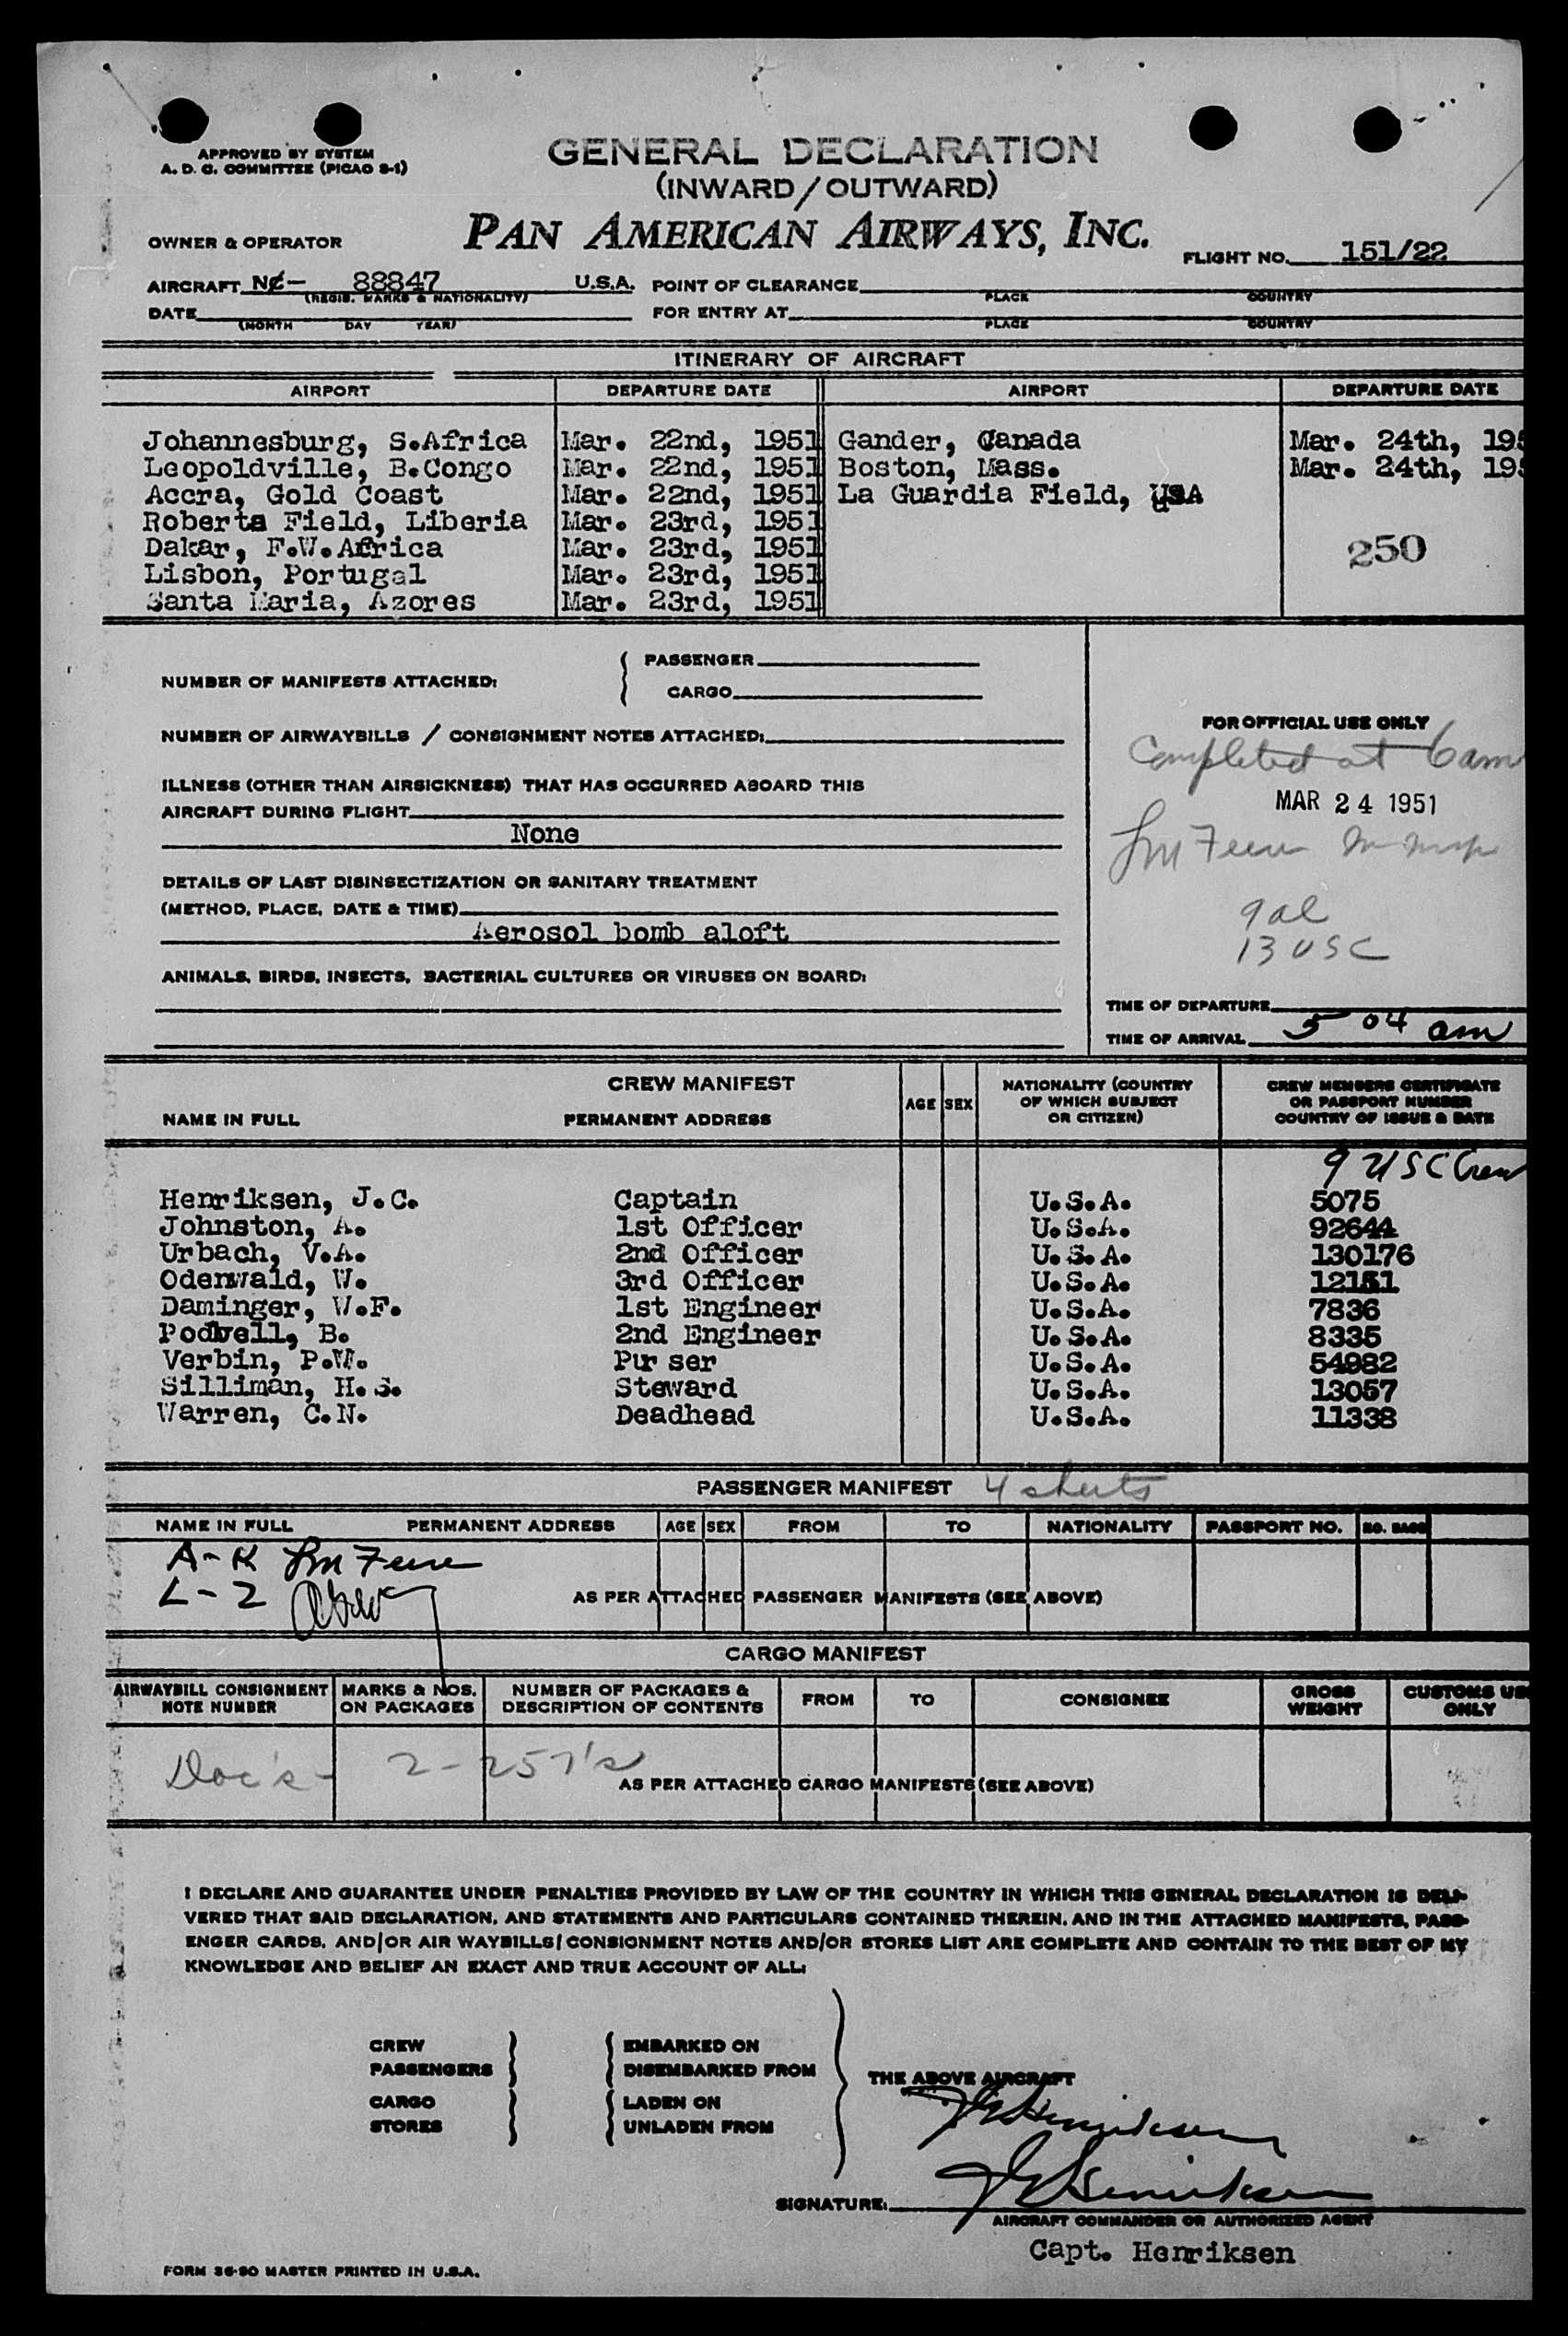 APPROVED BY SYSTEM
A. D. C. COMMITTEE (PICAO S-1)
GENERAL DECLARATION
(INWARD/OUTWARD)
OWNER & OPERATOR PAN AMERICAN AIRWAYS, INC.
FLIGHT NO. 151/22
AIRCRAFT NC- 88847 U.S.A. POINT OF CLEARANCE
(REGIS. MARKS & NATIONALITY) PLACE COUNTRY
DATE FOR ENTRY AT
(MONTH DAY YEAR) PLACE COUNTRY
ITINERARY OF AIRCRAFT
AIRPORT DEPARTURE DATE AIRPORT DEPARTURE DATE
Johannesburg, S.Africa Mar. 22nd, 1951 Gander, Canada Mar. 24th, 195
Leopoldville, B.Congo Mar. 22nd, 1951 Boston, Mass. Mar. 24th, 195
Accra, Gold Coast Mar. 22nd, 1951 La Guardia Field, USA
Roberts Field, Liberia Mar. 23rd, 1951
Dakar, F.W.Africa Mar. 23rd, 1951 250
Lisbon, Portugal Mar. 23rd, 1951
Santa Maria, Azores Mar. 23rd, 1951
NUMBER OF MANIFESTS ATTACHED: PASSENGER
CARGO
NUMBER OF AIRWAYBILLS / CONSIGNMENT NOTES ATTACHED:
ILLNESS (OTHER THAN AIRSICKNESS) THAT HAS OCCURRED ABOARD THIS
AIRCRAFT DURING FLIGHT
None
DETAILS OF LAST DISINSECTIZATION OR SANITARY TREATMENT
(METHOD, PLACE, DATE & TIME)
Aerosol bomb aloft
ANIMALS, BIRDS, INSECTS, BACTERIAL CULTURES OR VIRUSES ON BOARD:
FOR OFFICIAL USE ONLY
Completed at 6 am
MAR 24 1951
9 al
13 USC
TIME OF DEPARTURE
TIME OF ARRIVAL 5 04 am
CREW MANIFEST
NAME IN FULL PERMANENT ADDRESS AGE SEX NATIONALITY (COUNTRY OF WHICH SUBJECT OR CITIZEN) CREW MEMBERS CERTIFICATE OR PASSPORT NUMBER COUNTRY OF ISSUE & DATE
9 USC Crew
Henriksen, J.C. Captain U.S.A. 5075
Johnston, A. 1st Officer U.S.A. 92644
Urbach, V.A. 2nd Officer U.S.A. 130176
Odenwald, W. 3rd Officer U.S.A. 12151
Daminger, W.F. 1st Engineer U.S.A. 7836
Podwell, B. 2nd Engineer U.S.A. 8335
Verbin, P.W. Purser U.S.A. 54982
Silliman, H.S. Steward U.S.A. 13057
Warren, C.N. Deadhead U.S.A. 11338
PASSENGER MANIFEST 4 sheets
NAME IN FULL PERMANENT ADDRESS AGE SEX FROM TO NATIONALITY PASSPORT NO. NO. BAGS
A-K
L-Z
AS PER ATTACHED PASSENGER MANIFESTS (SEE ABOVE)
CARGO MANIFEST
AIRWAYBILL CONSIGNMENT NOTE NUMBER MARKS & NOS. ON PACKAGES NUMBER OF PACKAGES & DESCRIPTION OF CONTENTS FROM TO CONSIGNEE GROSS WEIGHT CUSTOMS USE ONLY
Doc's - 2 - 257's
AS PER ATTACHED CARGO MANIFESTS (SEE ABOVE)
I DECLARE AND GUARANTEE UNDER PENALTIES PROVIDED BY LAW OF THE COUNTRY IN WHICH THIS GENERAL DECLARATION IS DELI-
VERED THAT SAID DECLARATION, AND STATEMENTS AND PARTICULARS CONTAINED THEREIN, AND IN THE ATTACHED MANIFESTS, PASS-
ENGER CARDS, AND/OR AIR WAYBILLS/CONSIGNMENT NOTES AND/OR STORES LIST ARE COMPLETE AND CONTAIN TO THE BEST OF MY
KNOWLEDGE AND BELIEF AN EXACT AND TRUE ACCOUNT OF ALL:
CREW EMBARKED ON
PASSENGERS DISEMBARKED FROM
THE ABOVE AIRCRAFT
CARGO LADEN ON
STORES UNLADEN FROM
J C Henriksen
SIGNATURE: J C Henriksen
AIRCRAFT COMMANDER OR AUTHORIZED AGENT
Capt. Henriksen
FORM 36-90 MASTER PRINTED IN U.S.A.